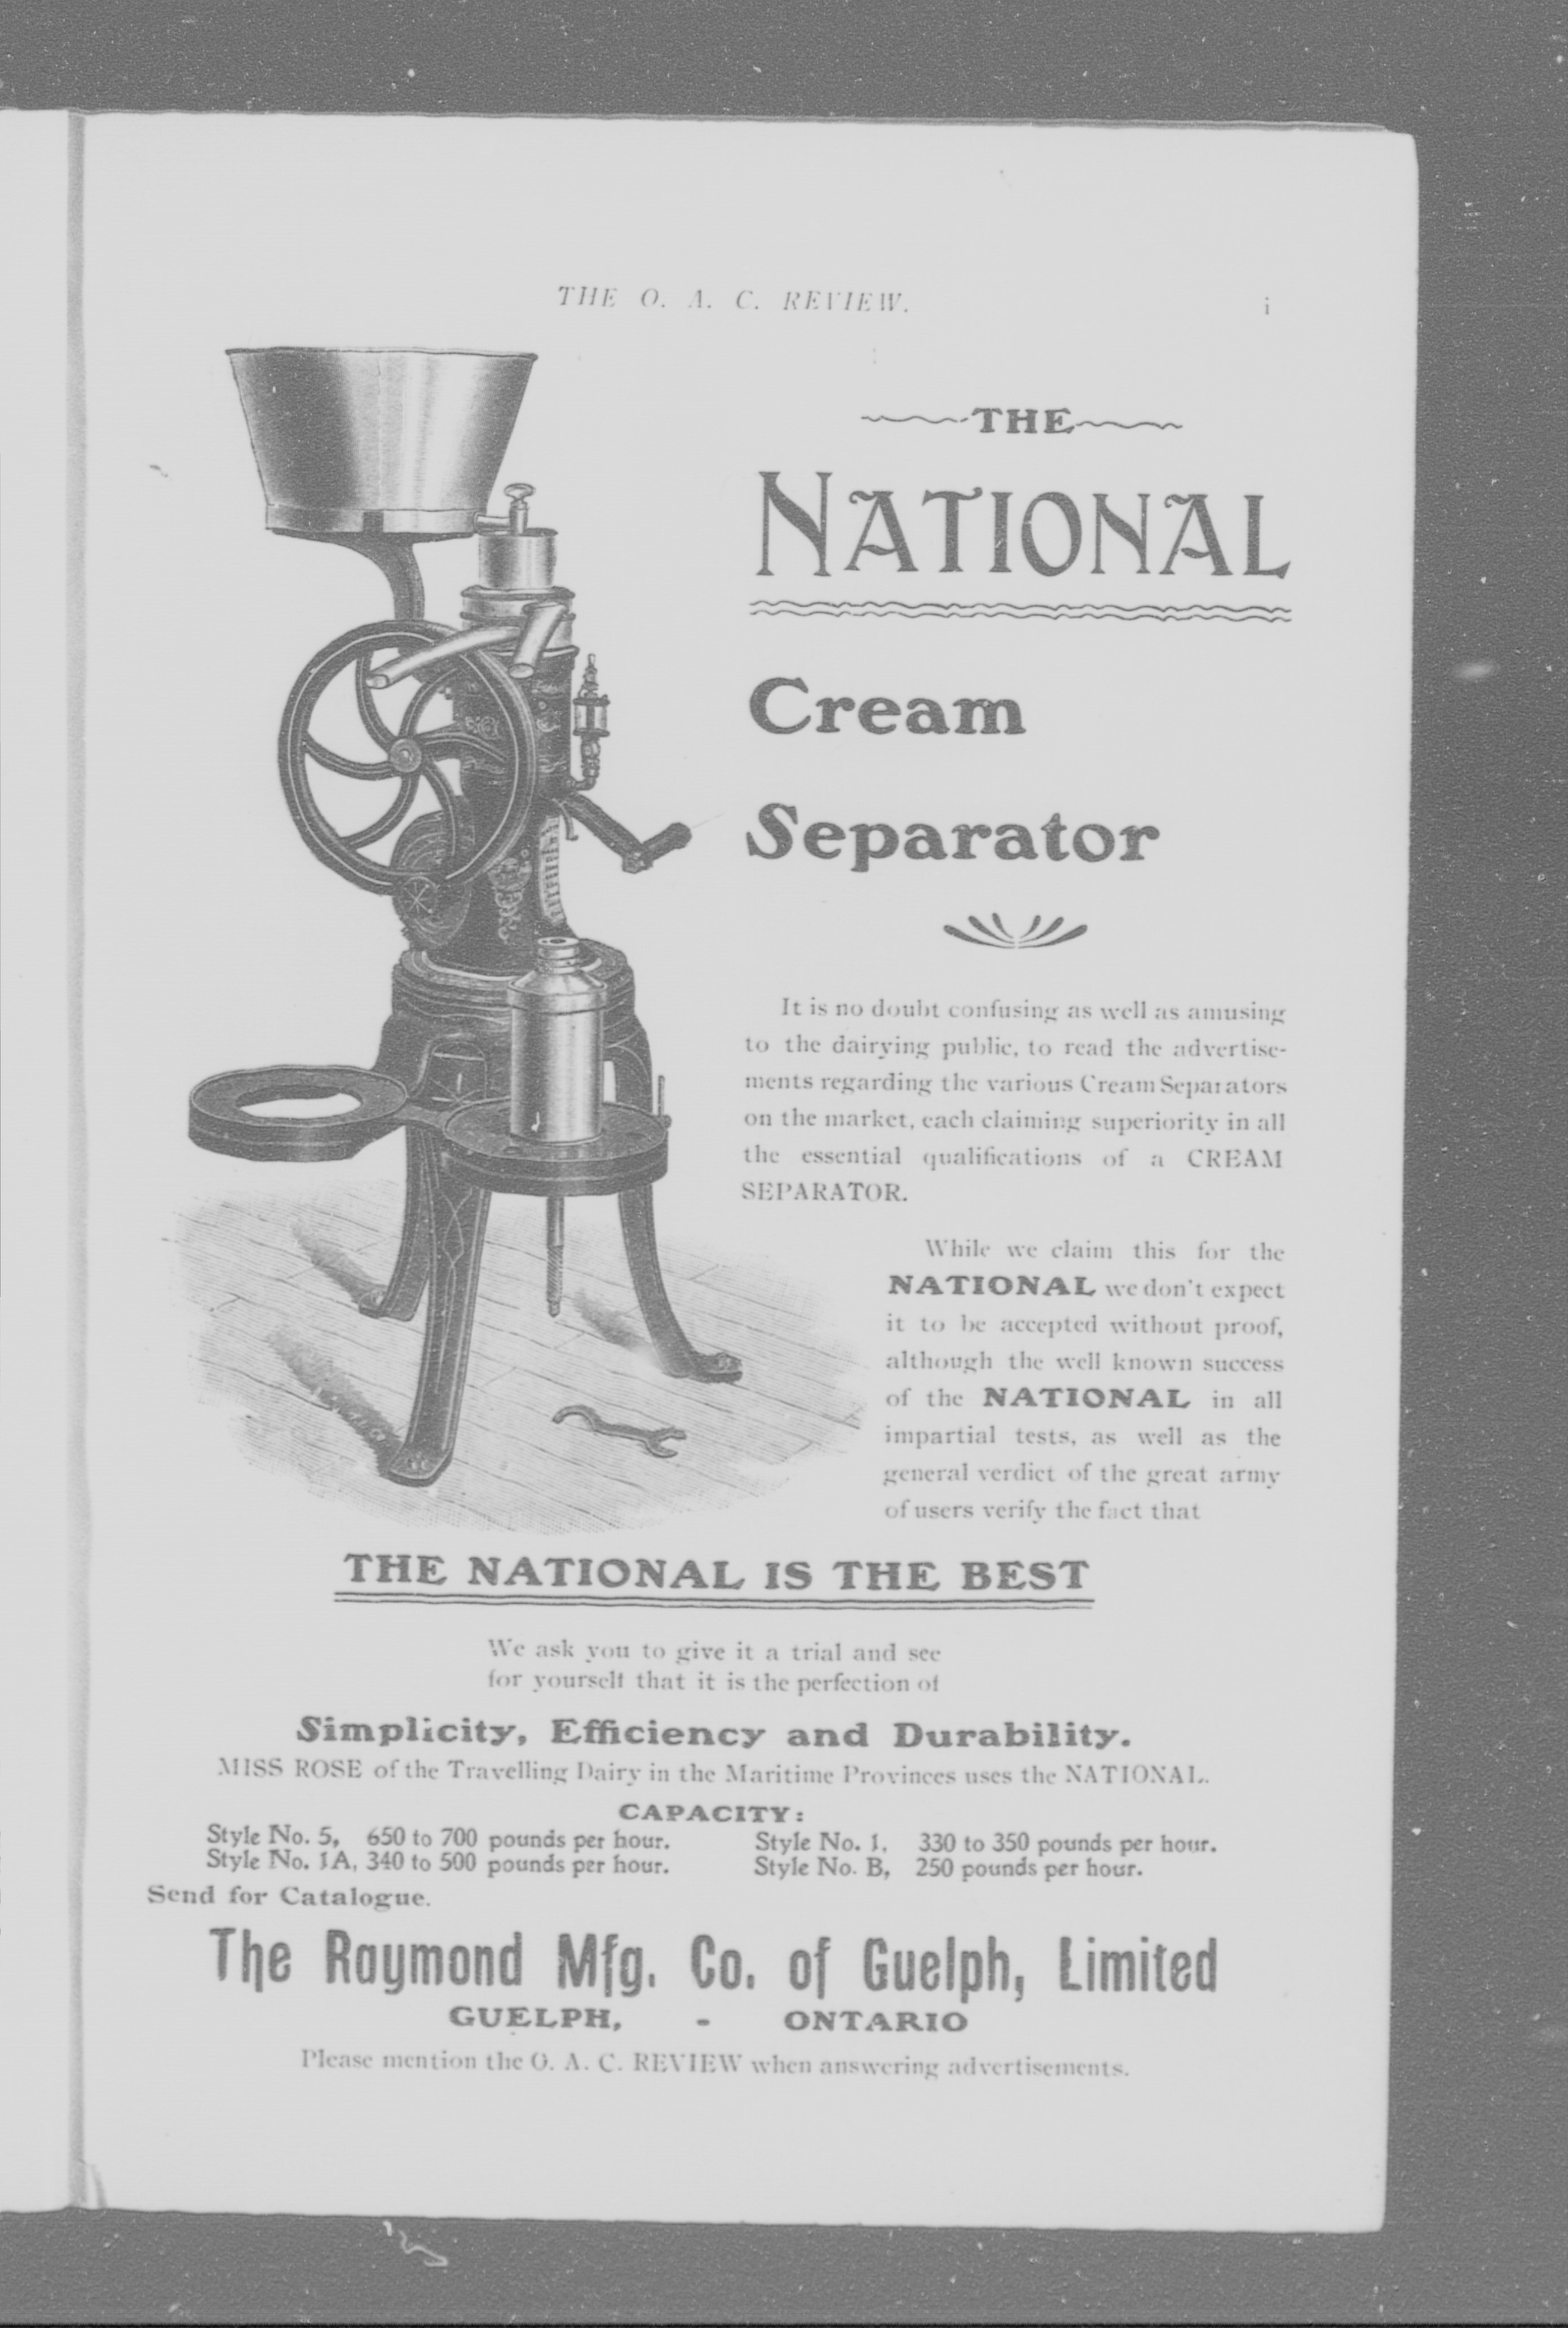 THE O. A. C. REVIEW. i
THE
NATIONAL
Cream
Separator
It is no doubt confusing as well as amusing
to the dairying public, to read the advertise-
ments regarding the various Cream Separators
on the market, each claiming superiority in all
the essential qualifications of a CREAM
SEPARATOR.
While we claim this for the
NATIONAL we don't expect
it to be accepted without proof,
although the well known success
of the NATIONAL in all
impartial tests, as well as the
general verdict of the great army
of users verify the fact that
THE NATIONAL IS THE BEST
We ask you to give it a trial and see
for yourself that it is the perfection of
Simplicity, Efficiency and Durability.
MISS ROSE of the Travelling Dairy in the Maritime Provinces uses the NATIONAL.
CAPACITY:
Style No. 5, 650 to 700 pounds per hour. Style No. 1, 330 to 350 pounds per hour.
Style No. 1A, 340 to 500 pounds per hour. Style No. B, 250 pounds per hour.
Send for Catalogue.
The Raymond Mfg. Co. of Guelph, Limited
GUELPH, - ONTARIO
Please mention the O. A. C. REVIEW when answering advertisements.